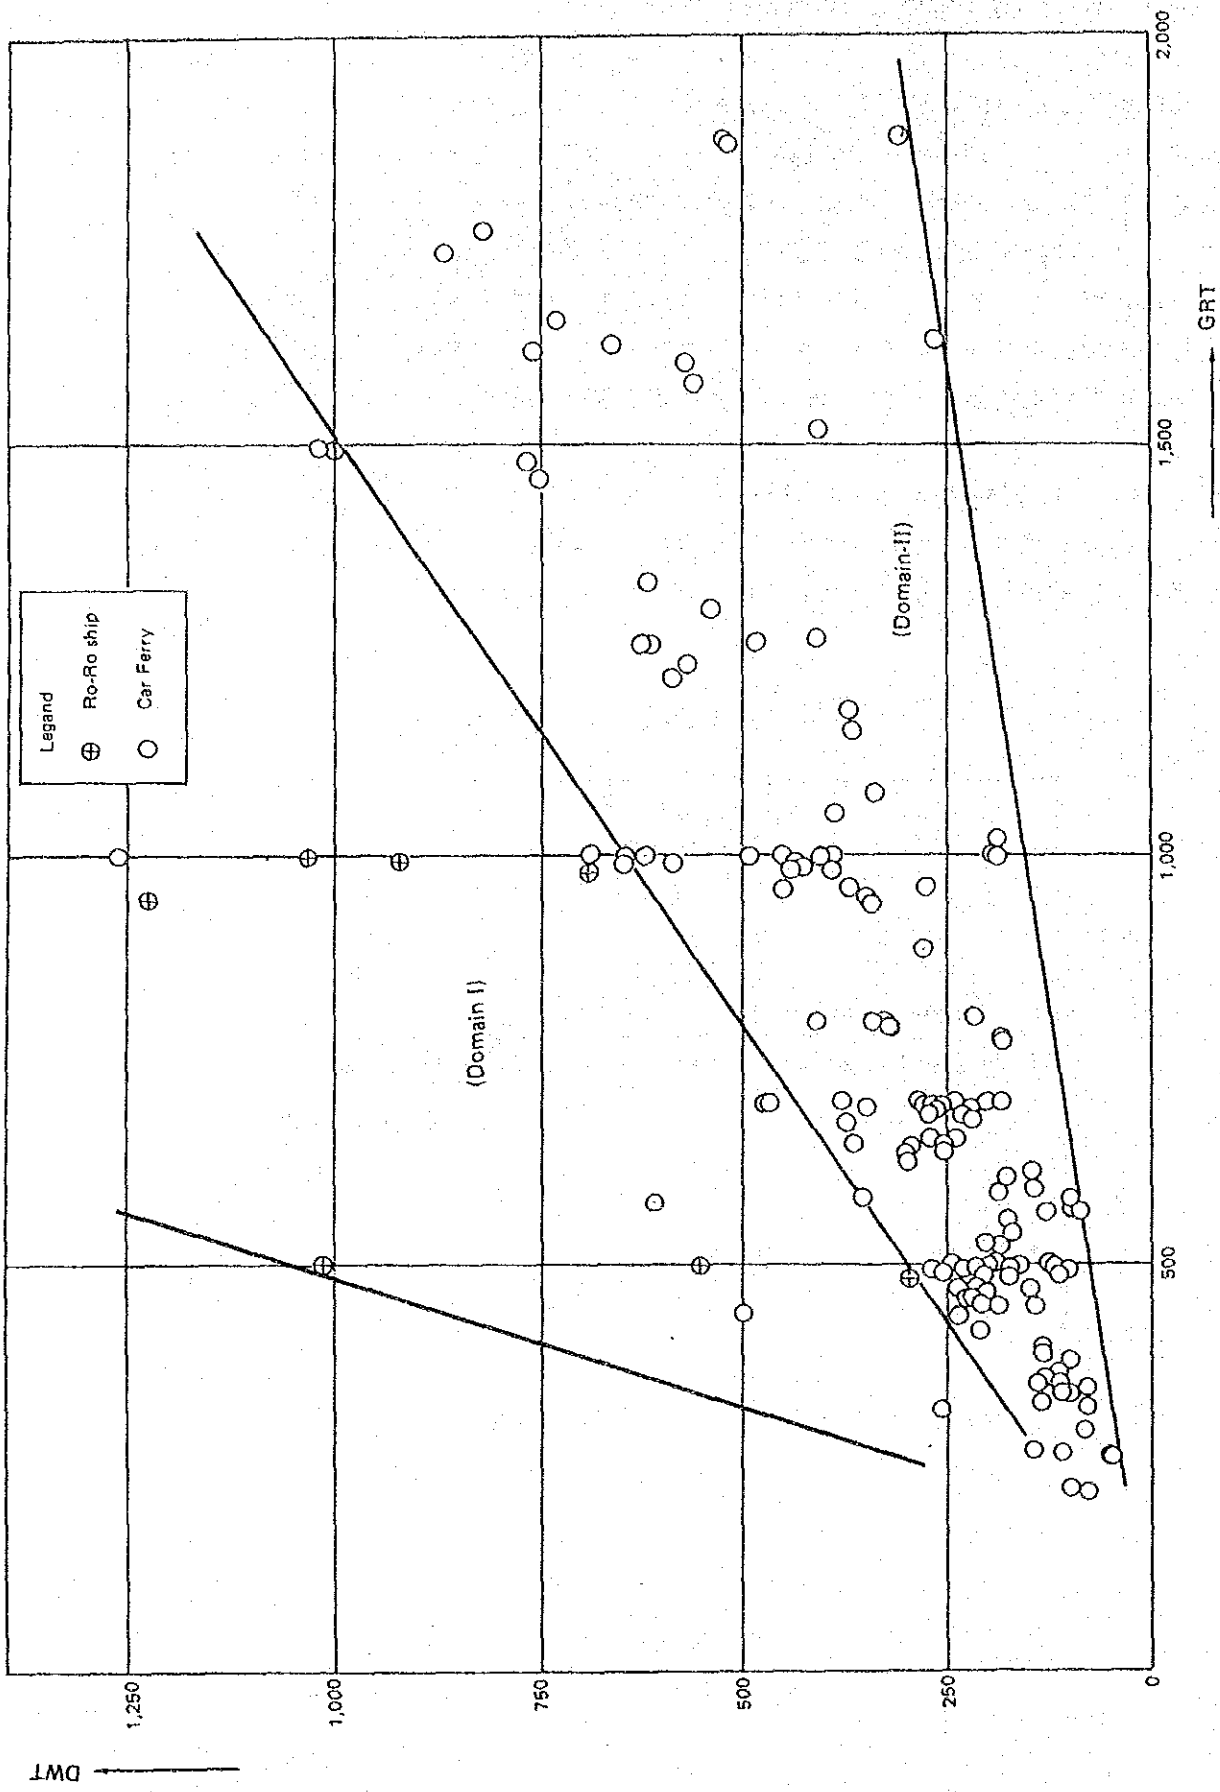 DWT
1,250
1,000
750
500
250
0
Legand
Ro-Ro ship
Car Ferry
(Domain I)
(Domain-II)
500
1,000
1,500
2,000
GRT